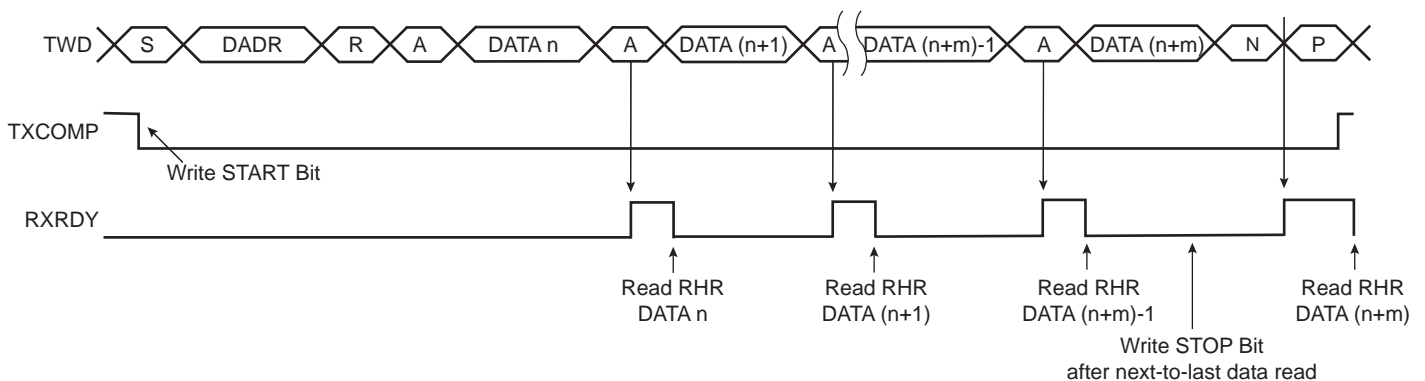 TWD S DADR R A DATA n A DATA (n+1) A DATA (n+m)-1 A DATA (n+m) N P
TXCOMP
Write START Bit
RXRDY
Read RHR Read RHR Read RHR Read RHR
DATA n DATA (n+1) DATA (n+m)-1 DATA (n+m)
Write STOP Bit
after next-to-last data read